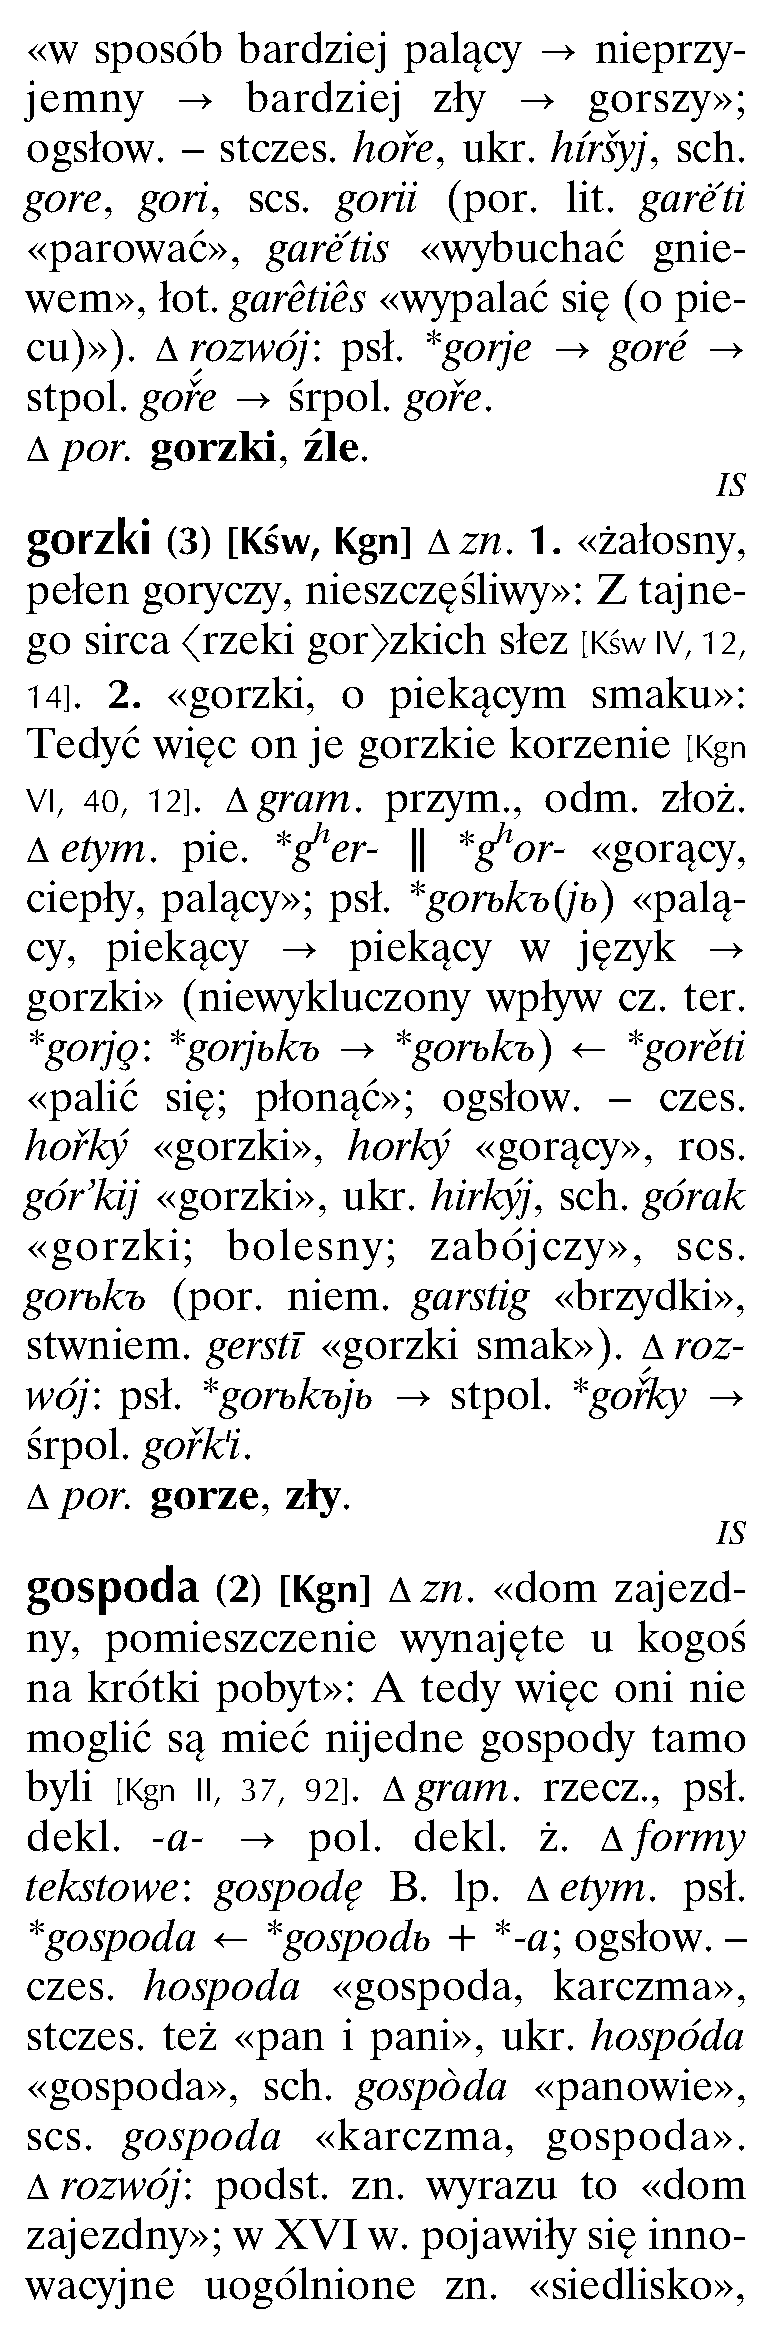 «w sposób bardziej palący → nieprzy-
jemny → bardziej zły → gorszy»;
ogsłow. – stczes. hoře, ukr. híršyj, sch.
gore, gori, scs. gorii (por. lit. garė́ti
«parować», garė́tis «wybuchać gnie-
wem», łot. garêtiês «wypalać się (o pie-
cu)»). Δ rozwój: psł. *gorje → goré →
stpol. goř́e → śrpol. goře.
Δ por. gorzki, źle.
IS
gorzki (3) [Kśw, Kgn] Δ zn. 1. «żałosny,
pełen goryczy, nieszczęśliwy»: Z tajne-
go sirca ⟨rzeki gor⟩zkich słez [Kśw IV, 12,
14]. 2. «gorzki, o piekącym smaku»:
Tedyć więc on je gorzkie korzenie [Kgn
VI, 40, 12]. Δ gram. przym., odm. złoż.
Δ etym. pie. *gʰer- ‖ *gʰor- «gorący,
ciepły, palący»; psł. *gorьkъ(jь) «palą-
cy, piekący → piekący w język →
gorzki» (niewykluczony wpływ cz. ter.
*gorjǫ: *gorjьkъ → *gorьkъ) ← *gorěti
«palić się; płonąć»; ogsłow. – czes.
hořký «gorzki», horký «gorący», ros.
gór’kij «gorzki», ukr. hirkýj, sch. górak
«gorzki; bolesny; zabójczy», scs.
gorьkъ (por. niem. garstig «brzydki»,
stwniem. gerstī «gorzki smak»). Δ roz-
wój: psł. *gorьkъjь → stpol. *goř́ky →
śrpol. gořkⁱi.
Δ por. gorze, zły.
IS
gospoda (2) [Kgn] Δ zn. «dom zajezd-
ny, pomieszczenie wynajęte u kogoś
na krótki pobyt»: A tedy więc oni nie
moglić są mieć nijedne gospody tamo
byli [Kgn II, 37, 92]. Δ gram. rzecz., psł.
dekl. -a- → pol. dekl. ż. Δ formy
tekstowe: gospodę B. lp. Δ etym. psł.
*gospoda ← *gospodь + *-a; ogsłow. –
czes. hospoda «gospoda, karczma»,
stczes. też «pan i pani», ukr. hospóda
«gospoda», sch. gospòda «panowie»,
scs. gospoda «karczma, gospoda».
Δ rozwój: podst. zn. wyrazu to «dom
zajezdny»; w XVI w. pojawiły się inno-
wacyjne uogólnione zn. «siedlisko»,